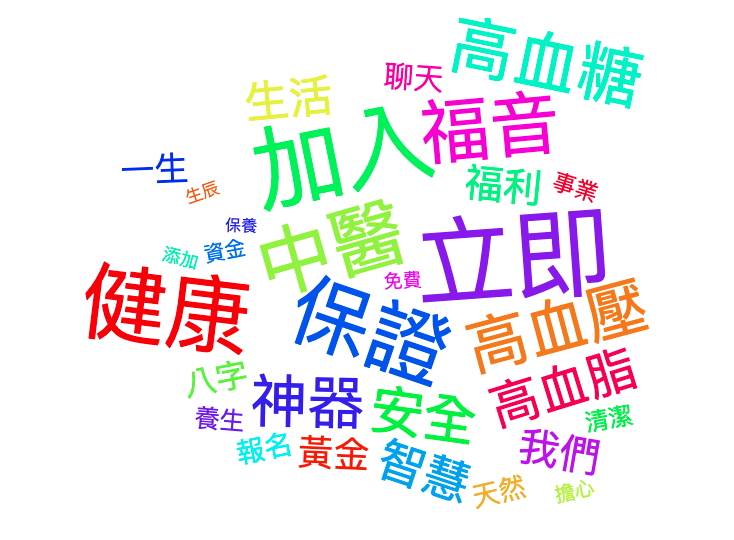 高血糖
聊天
生活
福音
加入
一生
生辰
福利
事業
保養
中醫
立即
添加
資金
免費
健康
保證
高血壓
高血脂
八字
神器
安全
養生
清潔
報名
黃金
智慧
我們
天然
擔心